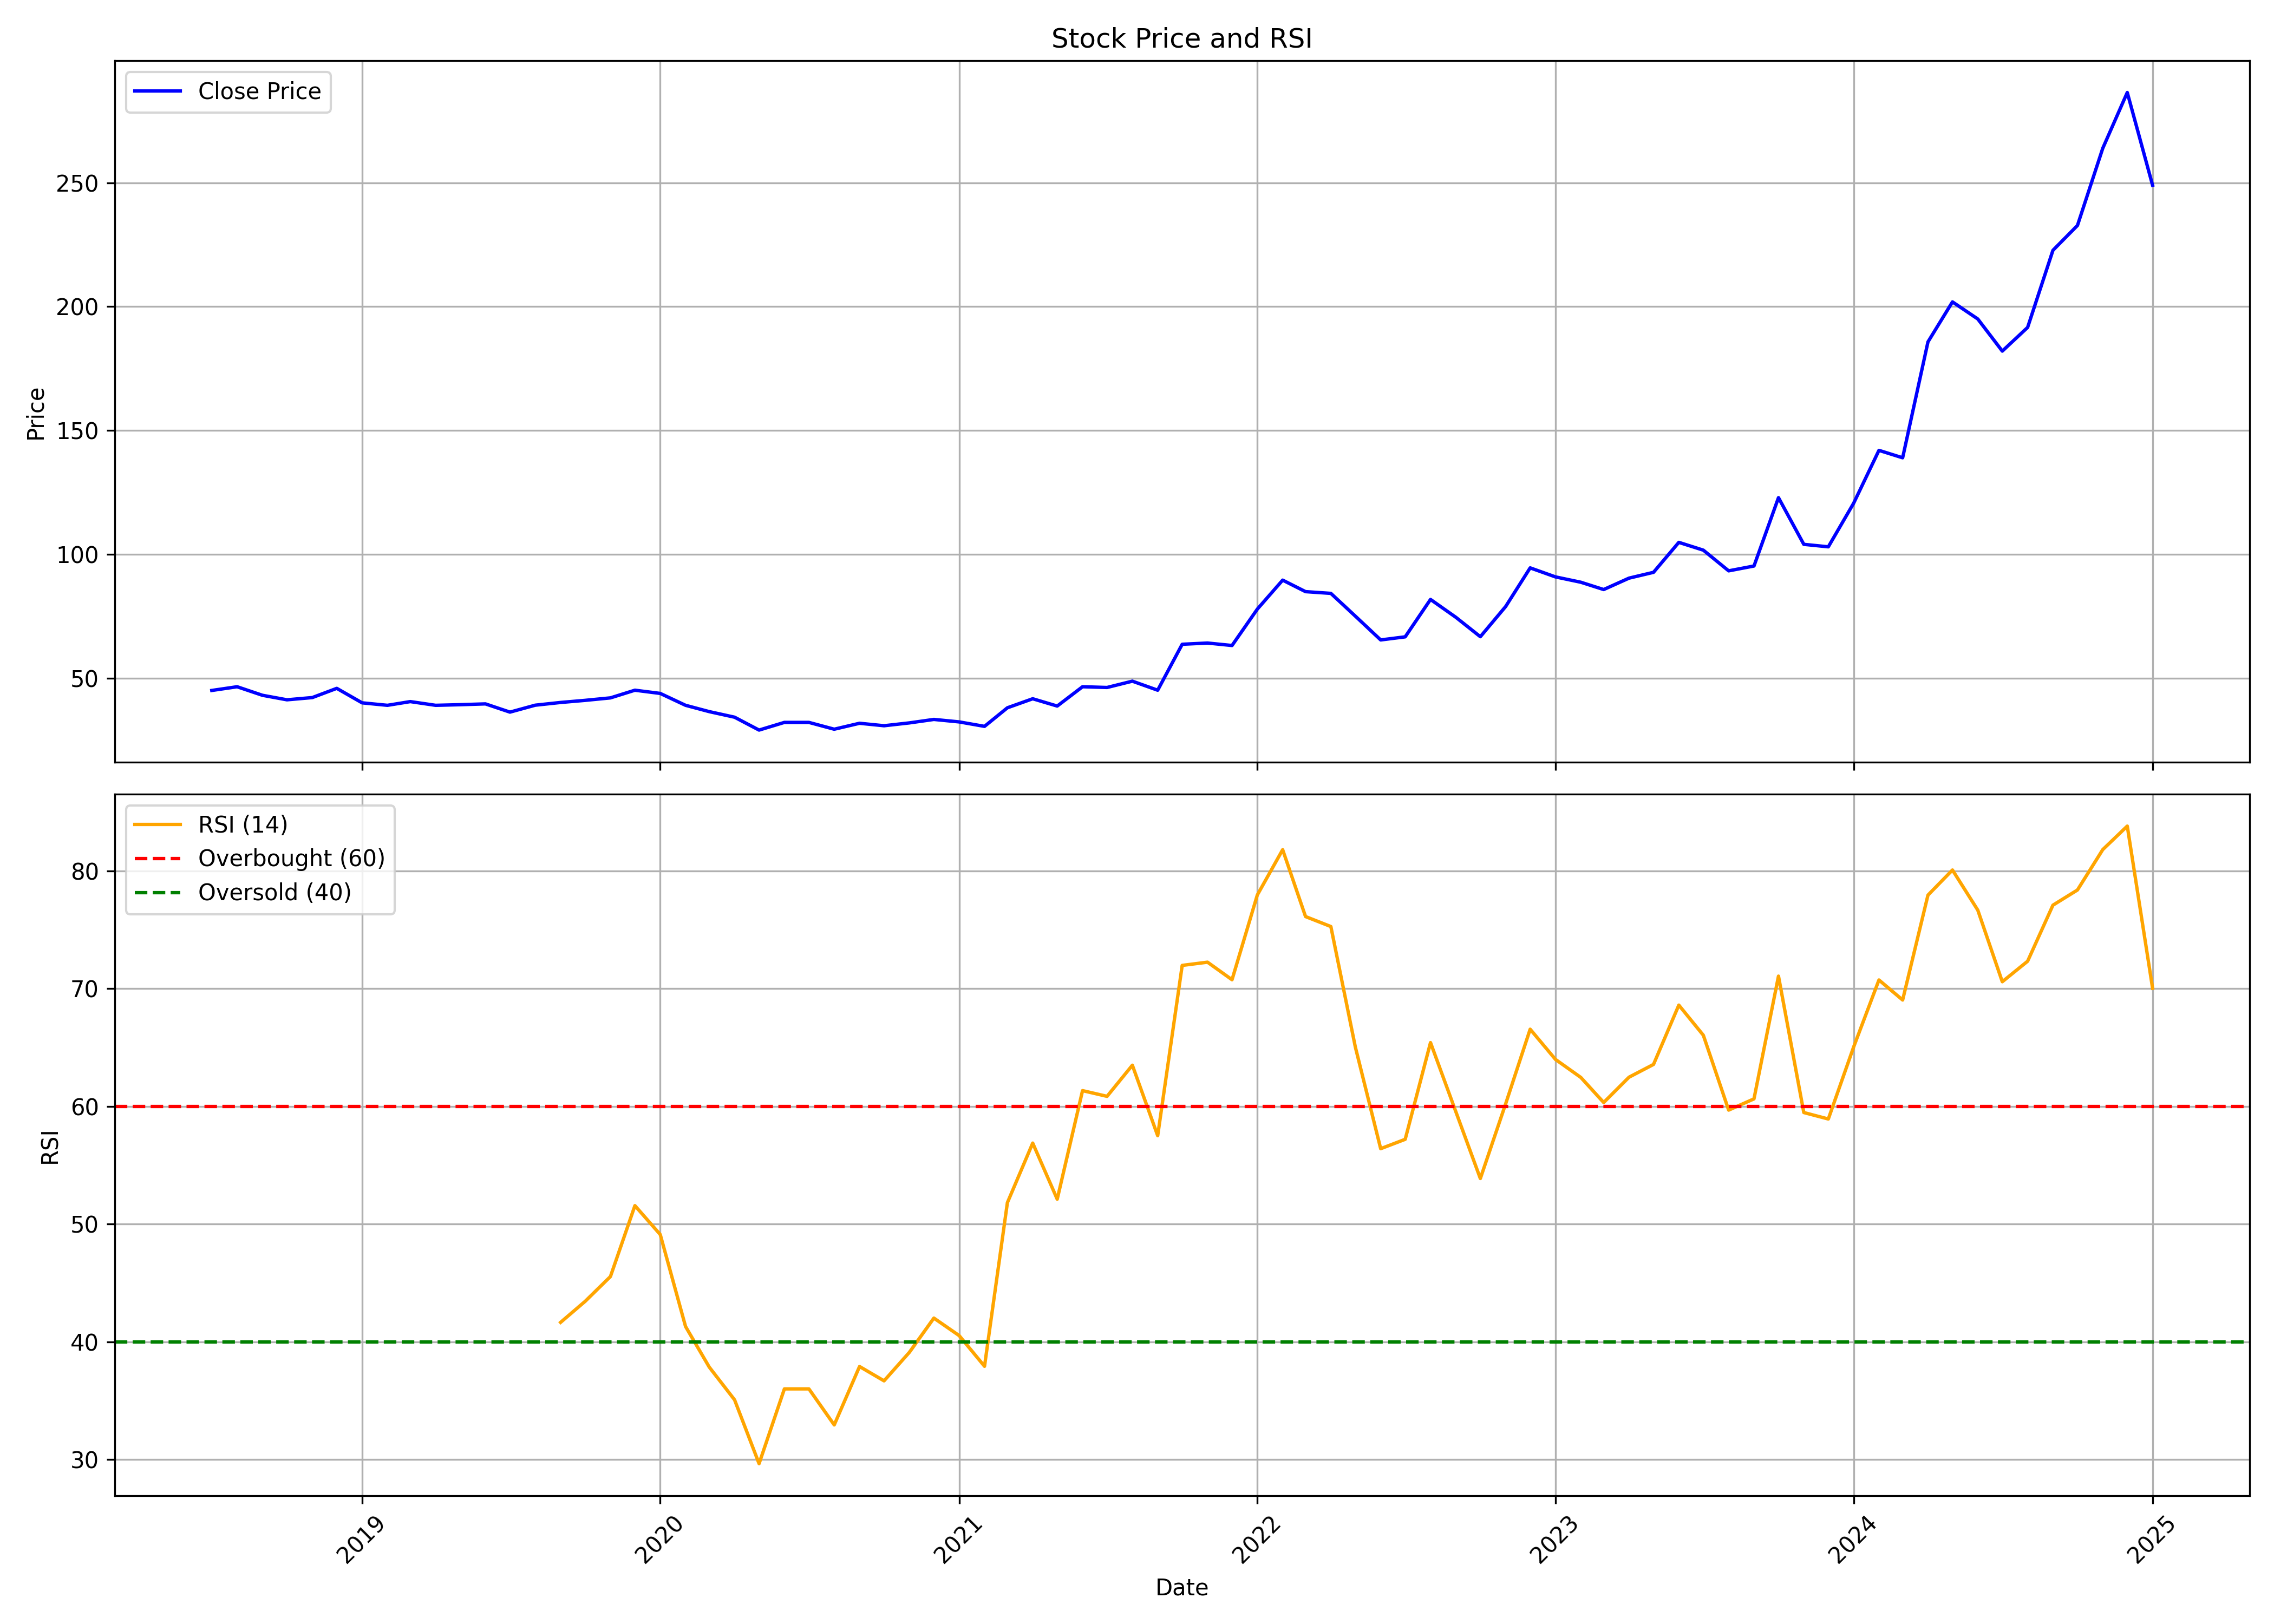 Stock Price and RSI
Close Price
Price
250
200
150
100
50
RSI (14)
Overbought (60)
Oversold (40)
RSI
80
70
60
50
40
30
2019
2020
2021
2022
2023
2024
2025
Date